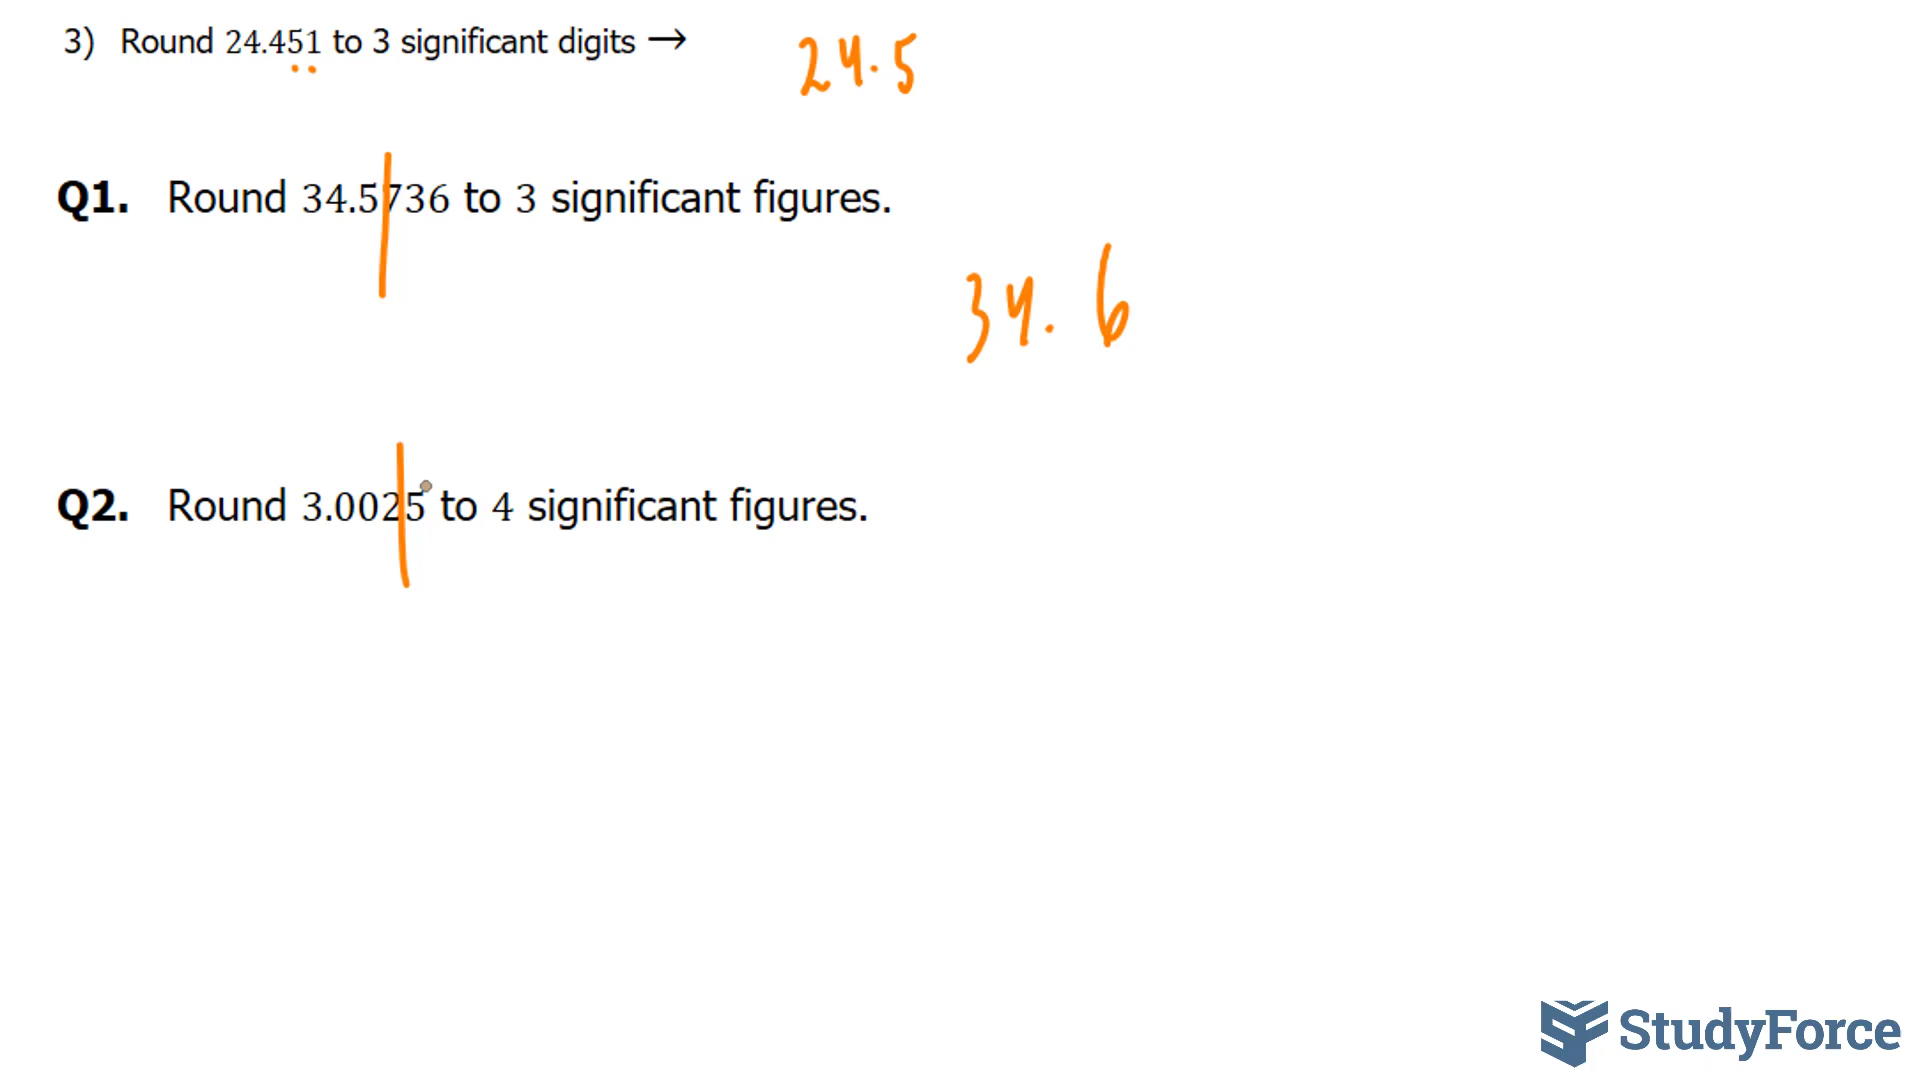 3) Round 24.451 to 3 significant digits → 24.5
Q1. Round 34.5736 to 3 significant figures.
34.6
Q2. Round 3.0025 to 4 significant figures.
StudyForce